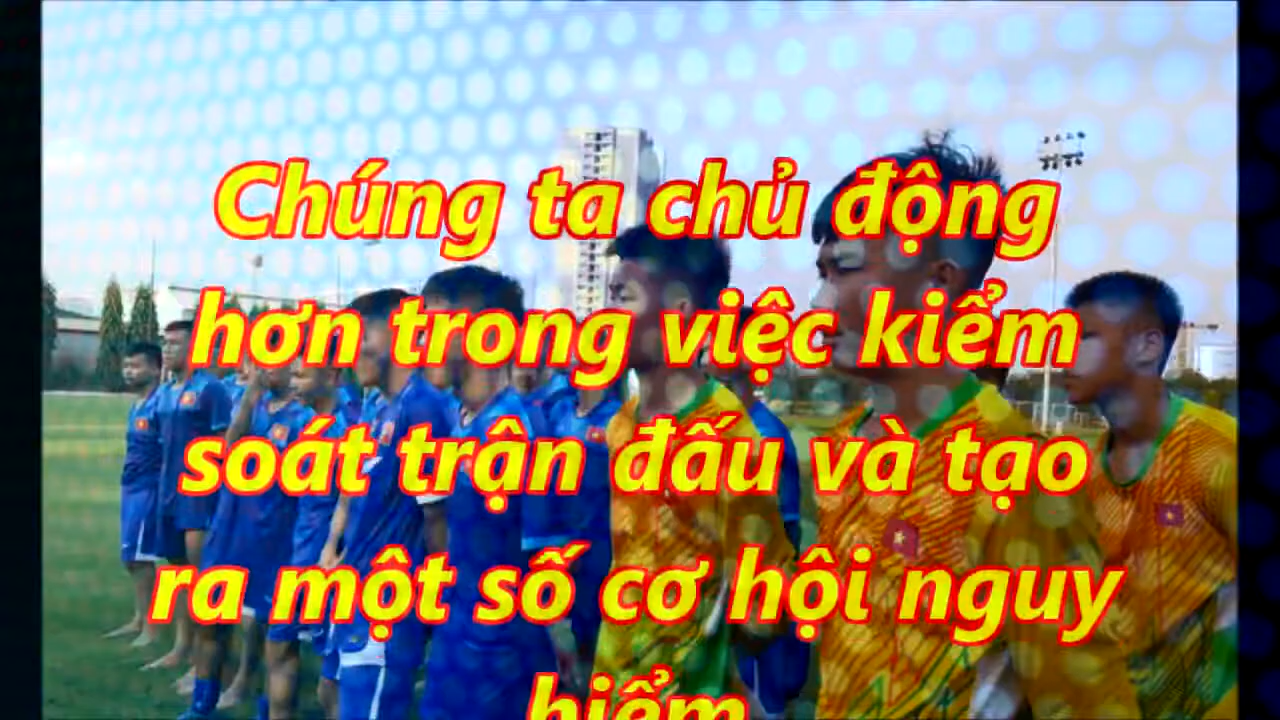 Chúng ta chủ động
hơn trong việc kiểm
soát trận đấu và tạo
ra một số cơ hội nguy
hiểm